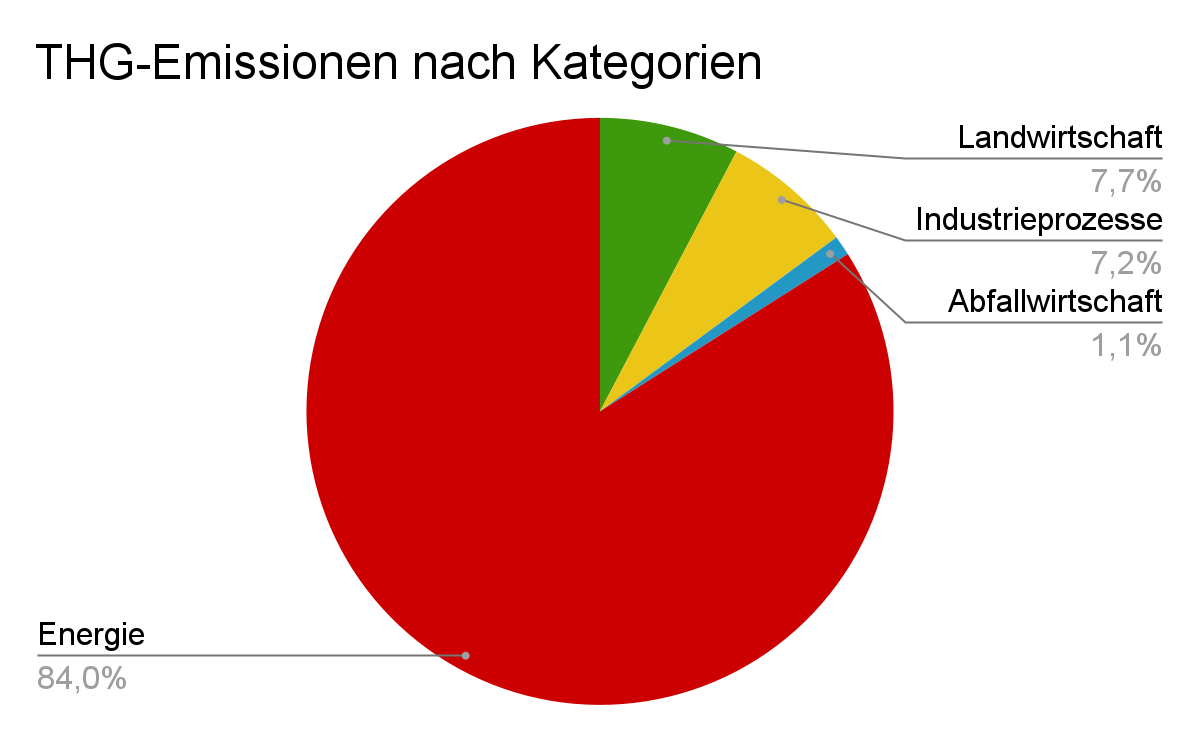 THG-Emissionen nach Kategorien
Landwirtschaft
7,7%
Industrieprozesse
7,2%
Abfallwirtschaft
1,1%
Energie
84,0%